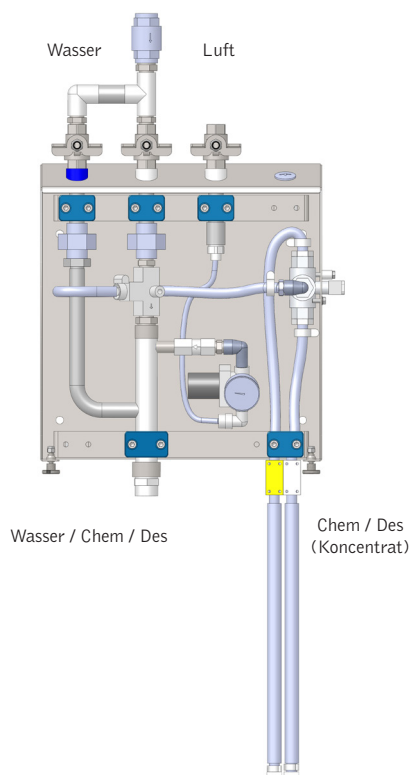 Wasser
Luft
Wasser / Chem / Des
Chem / Des
(Koncentrat)